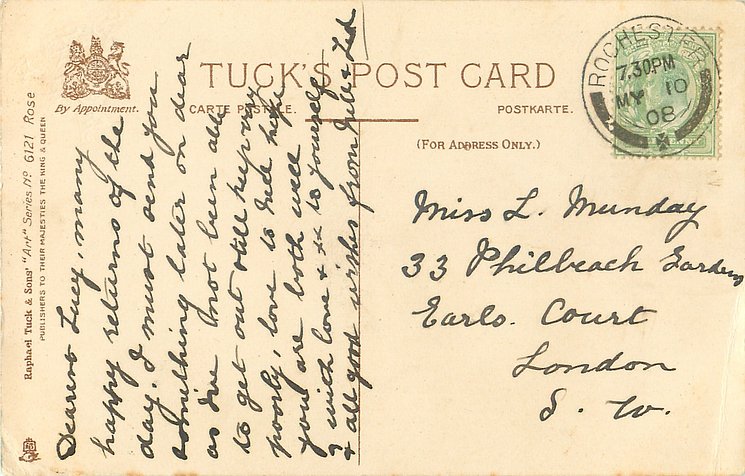 TUCK'S POST CARD
By Appointment.
CARTE POSTALE.
POSTKARTE.
(FOR ADDRESS ONLY.)
Raphael Tuck & Sons' "Art" Series No 6121 Rose
PUBLISHERS TO THEIR MAJESTIES THE KING & QUEEN
ROCHESTER
7.30PM
MY 10
08
Dearest Lucy, many
happy returns of the
day. I must send you
something later on dear
as I've not been able
to get out still keep very
poorly, love to Nell hope
you are both well
with love & xx to yourself
& all good wishes from Will & Ted
Miss L. Munday
33 Philbeach Gardens
Earls. Court
London
S. W.